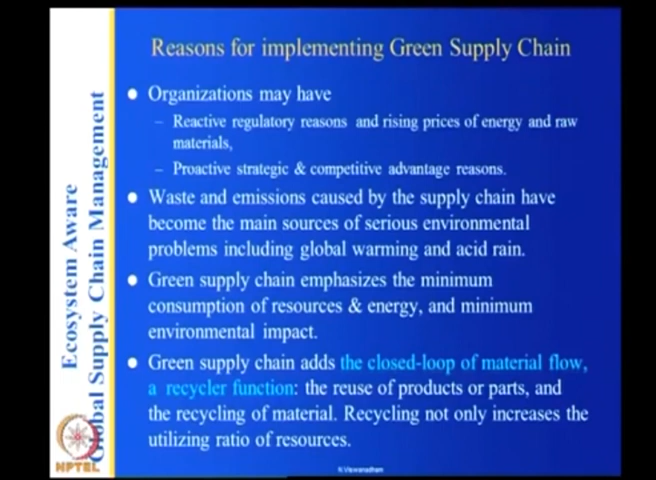 Reasons for implementing Green Supply Chain
Organizations may have
– Reactive regulatory reasons and rising prices of energy and raw
materials,
– Proactive strategic & competitive advantage reasons.
Waste and emissions caused by the supply chain have
become the main sources of serious environmental
problems including global warming and acid rain.
Green supply chain emphasizes the minimum
consumption of resources & energy, and minimum
environmental impact.
Green supply chain adds the closed-loop of material flow,
a recycler function: the reuse of products or parts, and
the recycling of material. Recycling not only increases the
utilizing ratio of resources.
Ecosystem Aware
Global Supply Chain Management
NPTEL
N.Viswanadham